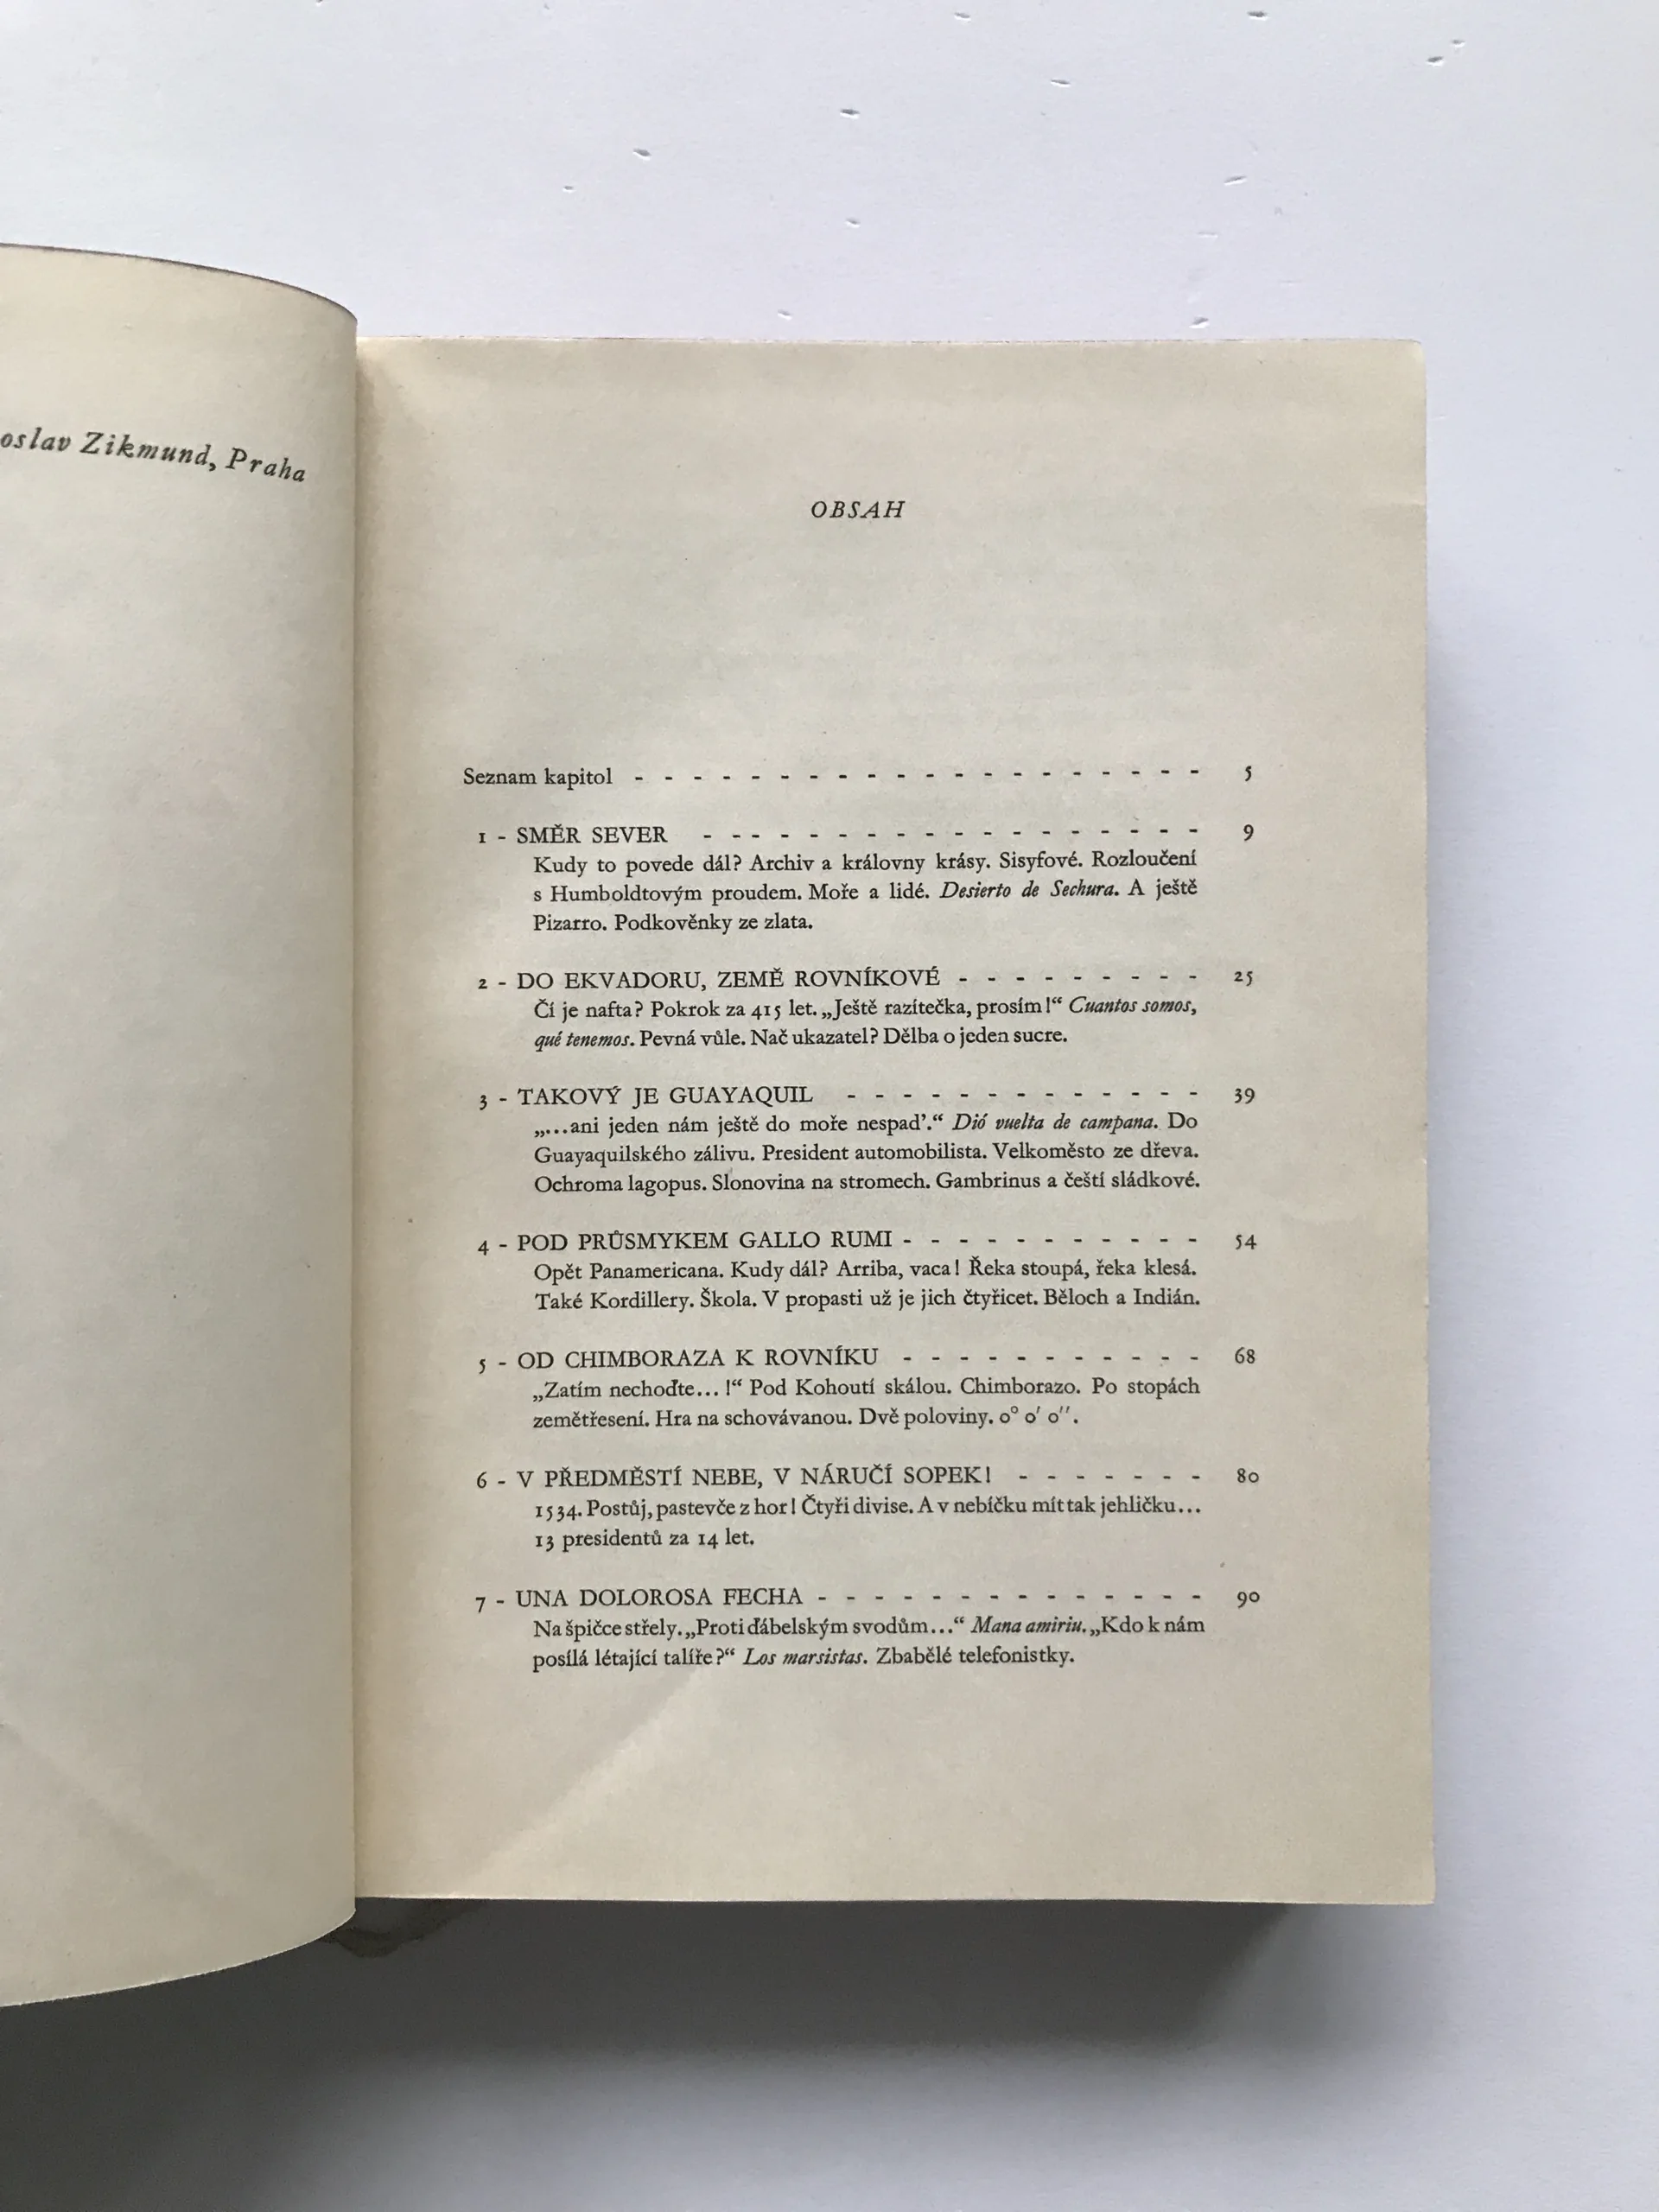 oslav Zikmund, Praha
OBSAH
Seznam kapitol - - - - - - - - - - - - - - - - - - - - 5
1 - SMĚR SEVER - - - - - - - - - - - - - - - - - - 9
Kudy to povede dál? Archiv a královny krásy. Sisyfové. Rozloučení
s Humboldtovým proudem. Moře a lidé. Desierto de Sechura. A ještě
Pizarro. Podkověnky ze zlata.
2 - DO EKVADORU, ZEMĚ ROVNÍKOVÉ - - - - - - - - - 25
Čí je nafta? Pokrok za 415 let. „Ještě razítečka, prosím!“ Cuantos somos,
qué tenemos. Pevná vůle. Nač ukazatel? Dělba o jeden sucre.
3 - TAKOVÝ JE GUAYAQUIL - - - - - - - - - - - - - 39
„...ani jeden nám ještě do moře nespad’.“ Dió vuelta de campana. Do
Guayaquilského zálivu. President automobilista. Velkoměsto ze dřeva.
Ochroma lagopus. Slonovina na stromech. Gambrinus a čeští sládkové.
4 - POD PRŮSMYKEM GALLO RUMI - - - - - - - - - - - 54
Opět Panamericana. Kudy dál? Arriba, vaca! Řeka stoupá, řeka klesá.
Také Kordillery. Škola. V propasti už je jich čtyřicet. Běloch a Indián.
5 - OD CHIMBORAZA K ROVNÍKU - - - - - - - - - - - 68
„Zatím nechoďte... !“ Pod Kohoutí skálou. Chimborazo. Po stopách
zemětřesení. Hra na schovávanou. Dvě poloviny. 0° 0′ 0″.
6 - V PŘEDMĚSTÍ NEBE, V NÁRUČÍ SOPEK! - - - - - - - 80
1534. Postůj, pastevče z hor! Čtyři divise. A v nebíčku mít tak jehličku...
13 presidentů za 14 let.
7 - UNA DOLOROSA FECHA - - - - - - - - - - - - - - 90
Na špičce střely. „Proti ďábelským svodům...“ Mana amiriu. „Kdo k nám
posílá létající talíře?“ Los marsistas. Zbabělé telefonistky.